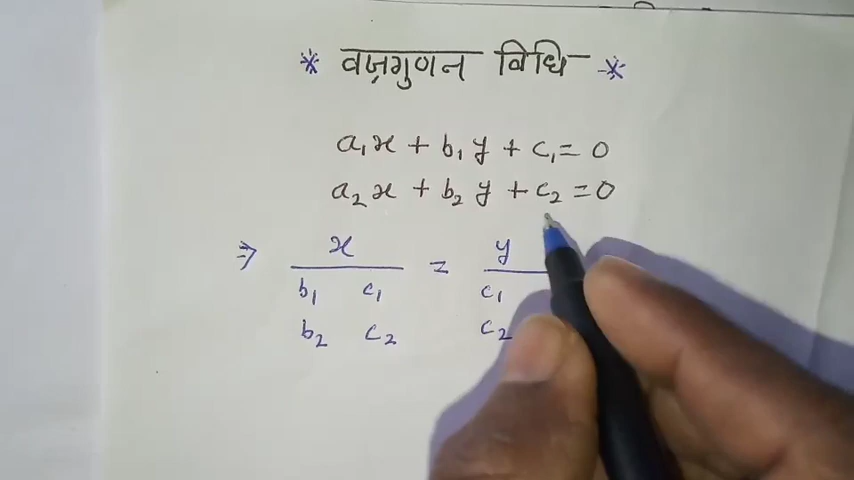 * वज्रगुणन विधि - *
a₁x + b₁y + c₁ = 0
a₂x + b₂y + c₂ = 0
⇒ x = y
b₁ c₁ c₁
b₂ c₂ c₂